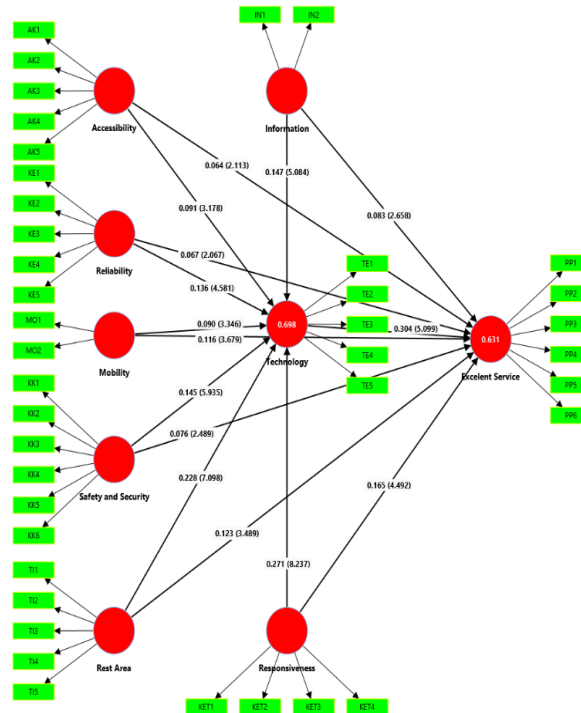 IN1
IN2
AK1
AK2
AK3
AK4
AK5
Accessibility
Information
0.064 (2.113)
0.147 (5.084)
0.091 (3.178)
0.083 (2.658)
KE1
KE2
KE3
KE4
KE5
Reliability
0.067 (2.067)
0.136 (4.581)
TE1
TE2
TE3
TE4
TE5
PP1
PP2
PP3
PP4
PP5
PP6
MO1
MO2
Mobility
0.090 (3.346)
0.116 (3.679)
0.698
Technology
0.304 (5.099)
0.631
Excelent Service
KK1
KK2
KK3
KK4
KK5
KK6
Safety and Security
0.145 (5.935)
0.076 (2.489)
0.228 (7.098)
0.165 (4.492)
0.123 (3.489)
0.271 (8.237)
TI1
TI2
TI3
TI4
TI5
Rest Area
Responsiveness
KET1
KET2
KET3
KET4